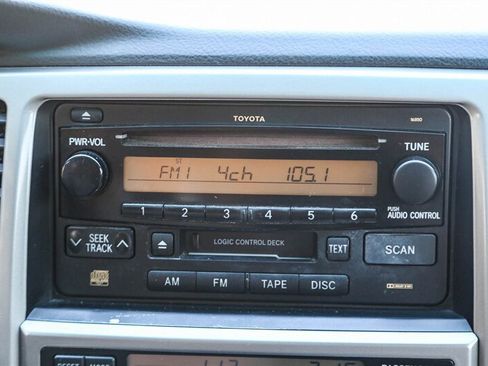 TOYOTA 16850
PWR-VOL TUNE
ST
FM1 4ch 105.1
1 2 3 4 5 6
PUSH
AUDIO CONTROL
SEEK
TRACK
LOGIC CONTROL DECK
TEXT
SCAN
AM FM TAPE DISC